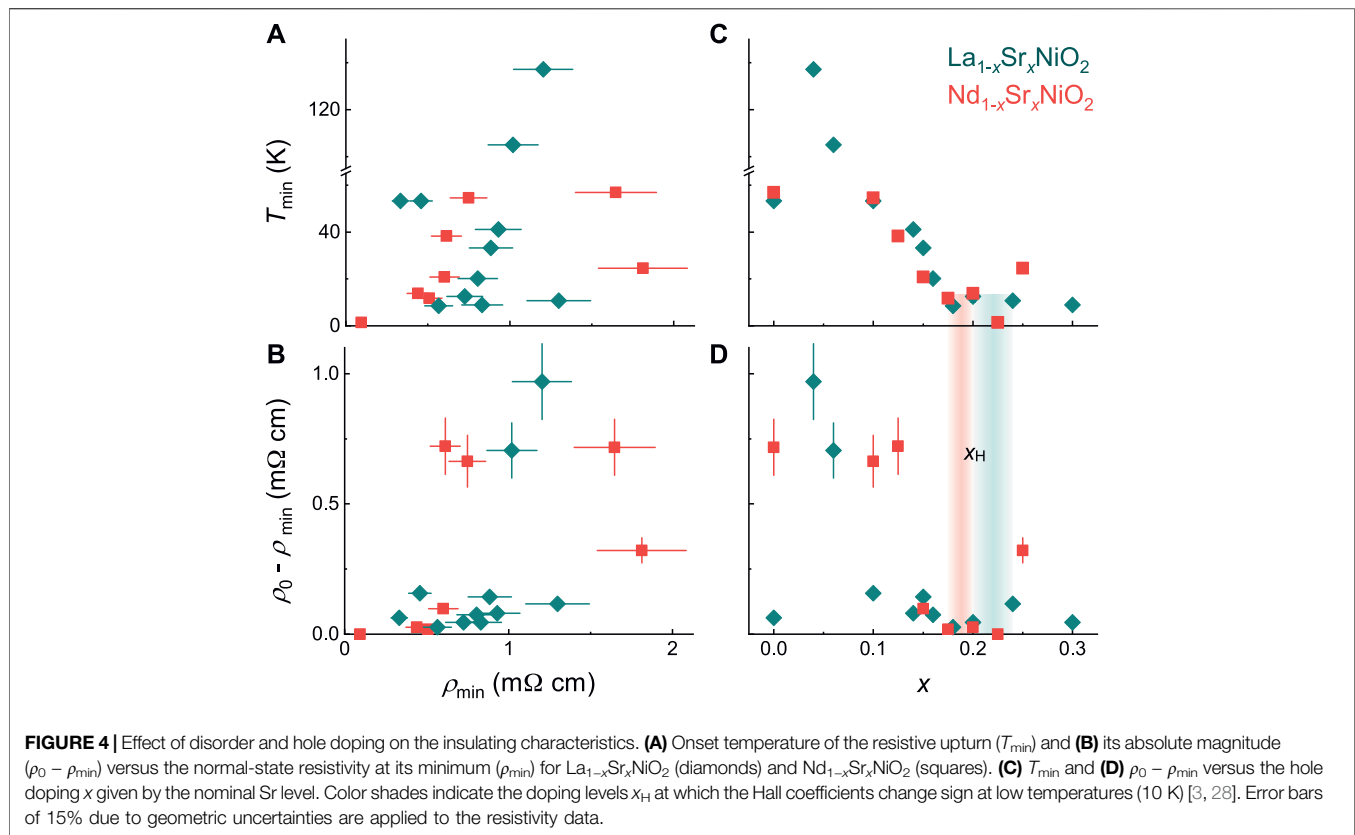 A
C
La1-xSrxNiO2
Nd1-xSrxNiO2
120
40
0
Tmin (K)
B
D
1.0
0.5
0.0
ρ0 - ρmin (mΩ cm)
xH
0
1
2
0.0
0.1
0.2
0.3
ρmin (mΩ cm)
x
FIGURE 4 | Effect of disorder and hole doping on the insulating characteristics. (A) Onset temperature of the resistive upturn (Tmin) and (B) its absolute magnitude
(ρ0 − ρmin) versus the normal-state resistivity at its minimum (ρmin) for La1−xSrxNiO2 (diamonds) and Nd1−xSrxNiO2 (squares). (C) Tmin and (D) ρ0 − ρmin versus the hole
doping x given by the nominal Sr level. Color shades indicate the doping levels xH at which the Hall coefficients change sign at low temperatures (10 K) [3, 28]. Error bars
of 15% due to geometric uncertainties are applied to the resistivity data.